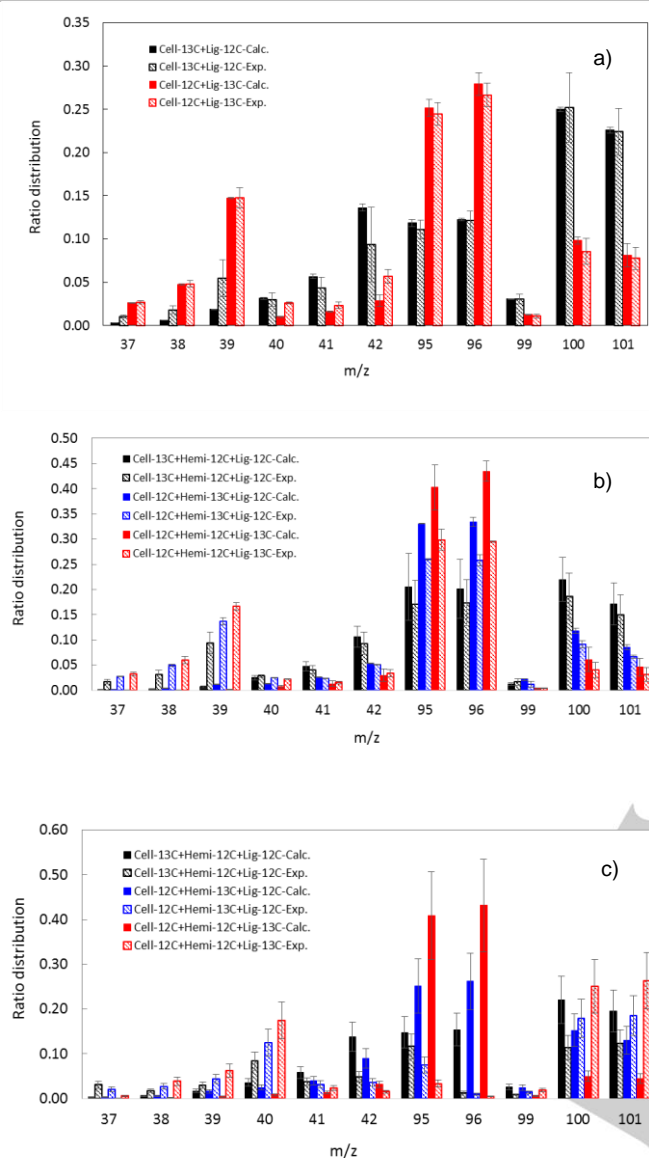 a)
0.35
0.30
0.25
0.20
0.15
0.10
0.05
0.00
Ratio distribution
Cell-13C+Lig-12C-Calc.
Cell-13C+Lig-12C-Exp.
Cell-12C+Lig-13C-Calc.
Cell-12C+Lig-13C-Exp.
37 38 39 40 41 42 95 96 99 100 101
m/z
b)
0.50
0.45
0.40
0.35
0.30
0.25
0.20
0.15
0.10
0.05
0.00
Ratio distribution
Cell-13C+Hemi-12C+Lig-12C-Calc.
Cell-13C+Hemi-12C+Lig-12C-Exp.
Cell-12C+Hemi-13C+Lig-12C-Calc.
Cell-12C+Hemi-13C+Lig-12C-Exp.
Cell-12C+Hemi-12C+Lig-13C-Calc.
Cell-12C+Hemi-12C+Lig-13C-Exp.
37 38 39 40 41 42 95 96 99 100 101
m/z
c)
0.60
0.50
0.40
0.30
0.20
0.10
0.00
Ratio distribution
Cell-13C+Hemi-12C+Lig-12C-Calc.
Cell-13C+Hemi-12C+Lig-12C-Exp.
Cell-12C+Hemi-13C+Lig-12C-Calc.
Cell-12C+Hemi-13C+Lig-12C-Exp.
Cell-12C+Hemi-12C+Lig-13C-Calc.
Cell-12C+Hemi-12C+Lig-13C-Exp.
37 38 39 40 41 42 95 96 99 100 101
m/z